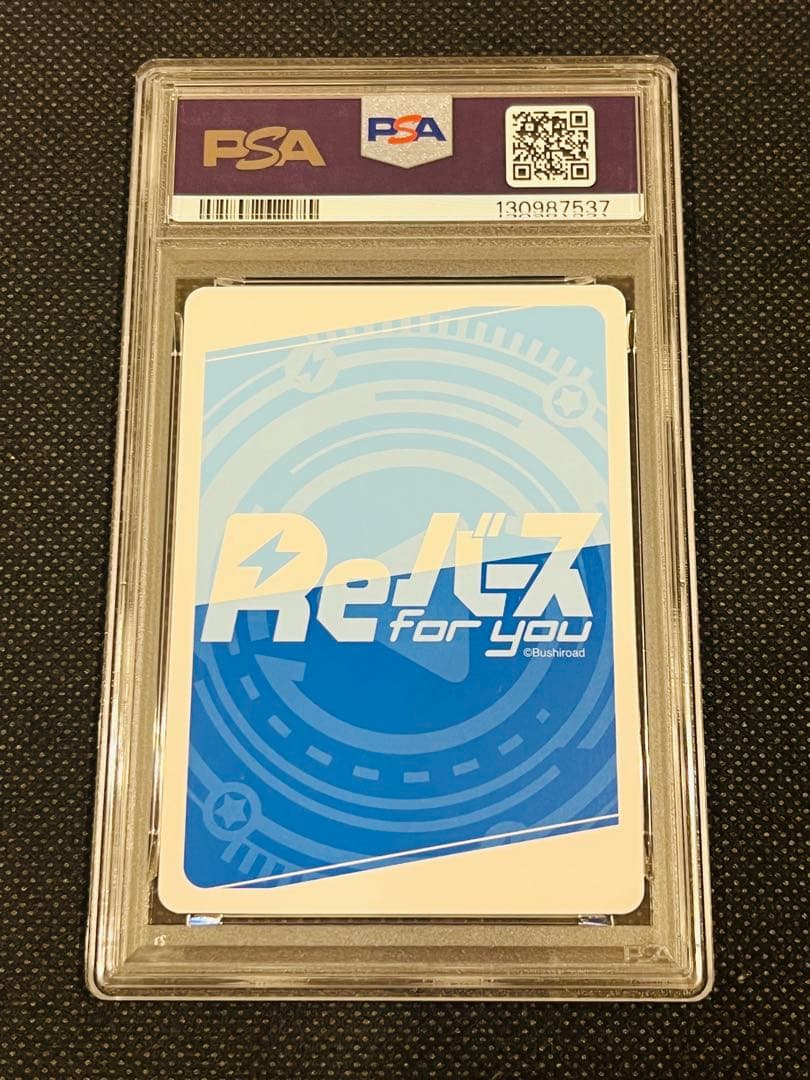 PSA
PSA
130987537
Reバース
for you
©Bushiroad
PSA